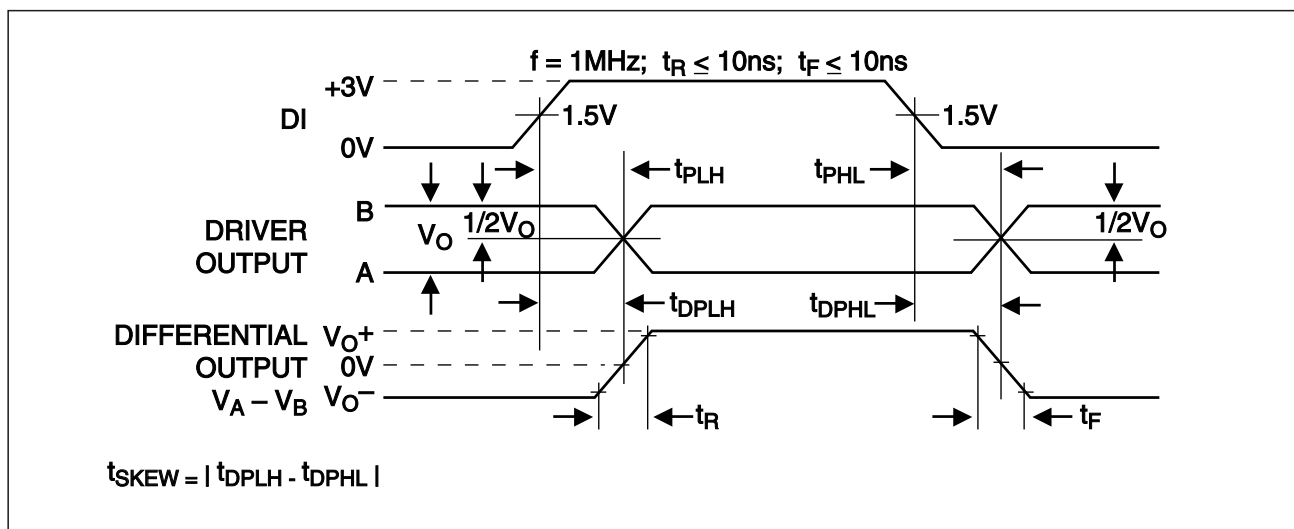 f = 1MHz; tR ≤ 10ns; tF ≤ 10ns
+3V
DI
1.5V
1.5V
0V
tPLH
tPHL
B
DRIVER
OUTPUT
VO
1/2VO
1/2VO
A
tDPLH
tDPHL
DIFFERENTIAL
OUTPUT
VA – VB
VO+
0V
VO–
tR
tF
tSKEW = | tDPLH - tDPHL |